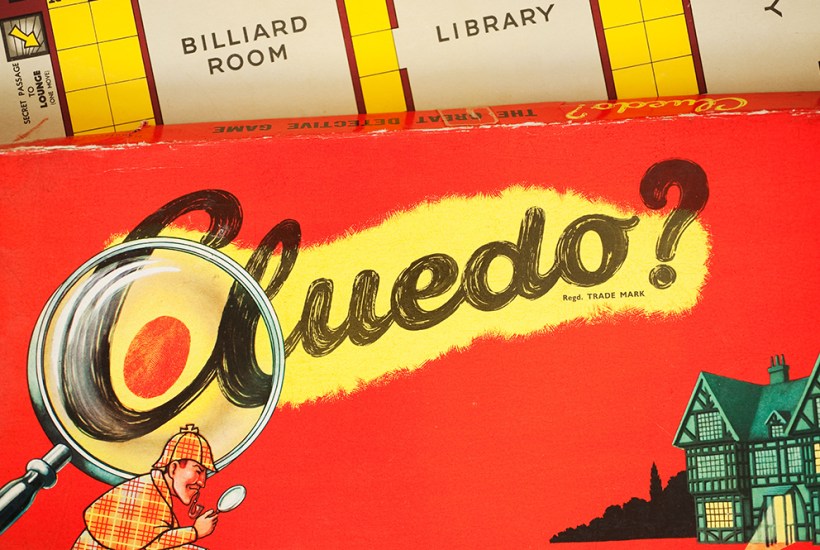 BILLIARD
ROOM
LIBRARY
Y
SECRET PASSAGE
TO
LOUNGE
(ONE MOVE)
Cluedo?
THE GREAT DETECTIVE GAME
Cluedo?
Regd. TRADE MARK